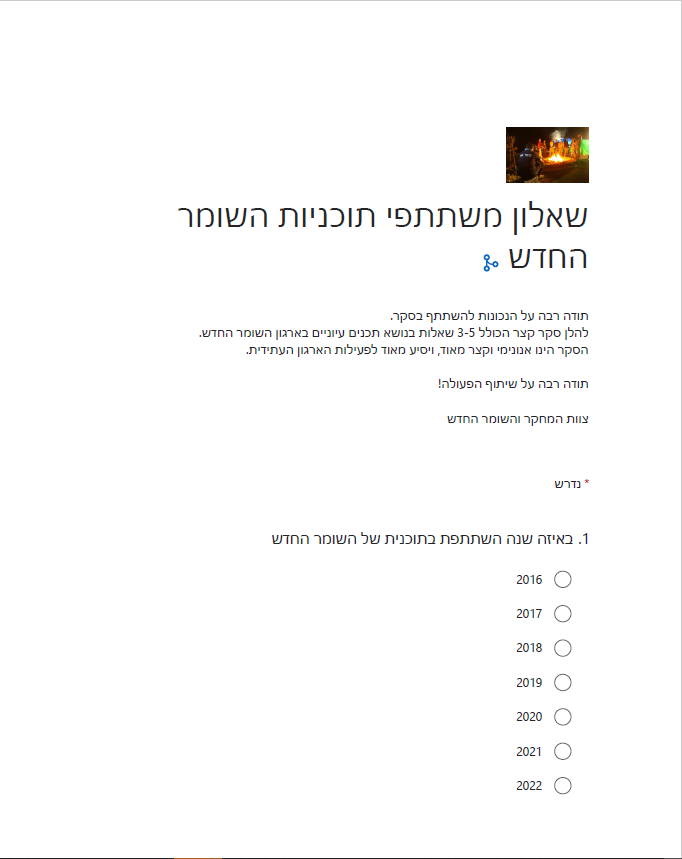 שאלון משתתפי תוכניות השומר
החדש
תודה רבה על הנכונות להשתתף בסקר.
להלן סקר קצר הכולל 3-5 שאלות בנושא תכנים עיוניים בארגון השומר החדש.
הסקר הינו אנונימי וקצר מאוד, ויסיע מאוד לפעילות הארגון העתידית.
תודה רבה על שיתוף הפעולה!
צוות המחקר והשומר החדש
* נדרש
1. באיזה שנה השתתפת בתוכנית של השומר החדש
2016
2017
2018
2019
2020
2021
2022